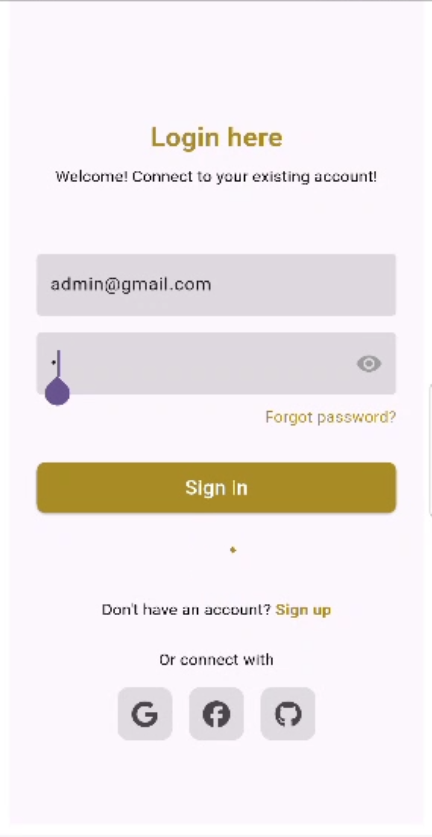 Login here
Welcome! Connect to your existing account!
admin@gmail.com
•
Forgot password?
Sign in
Don't have an account? Sign up
Or connect with